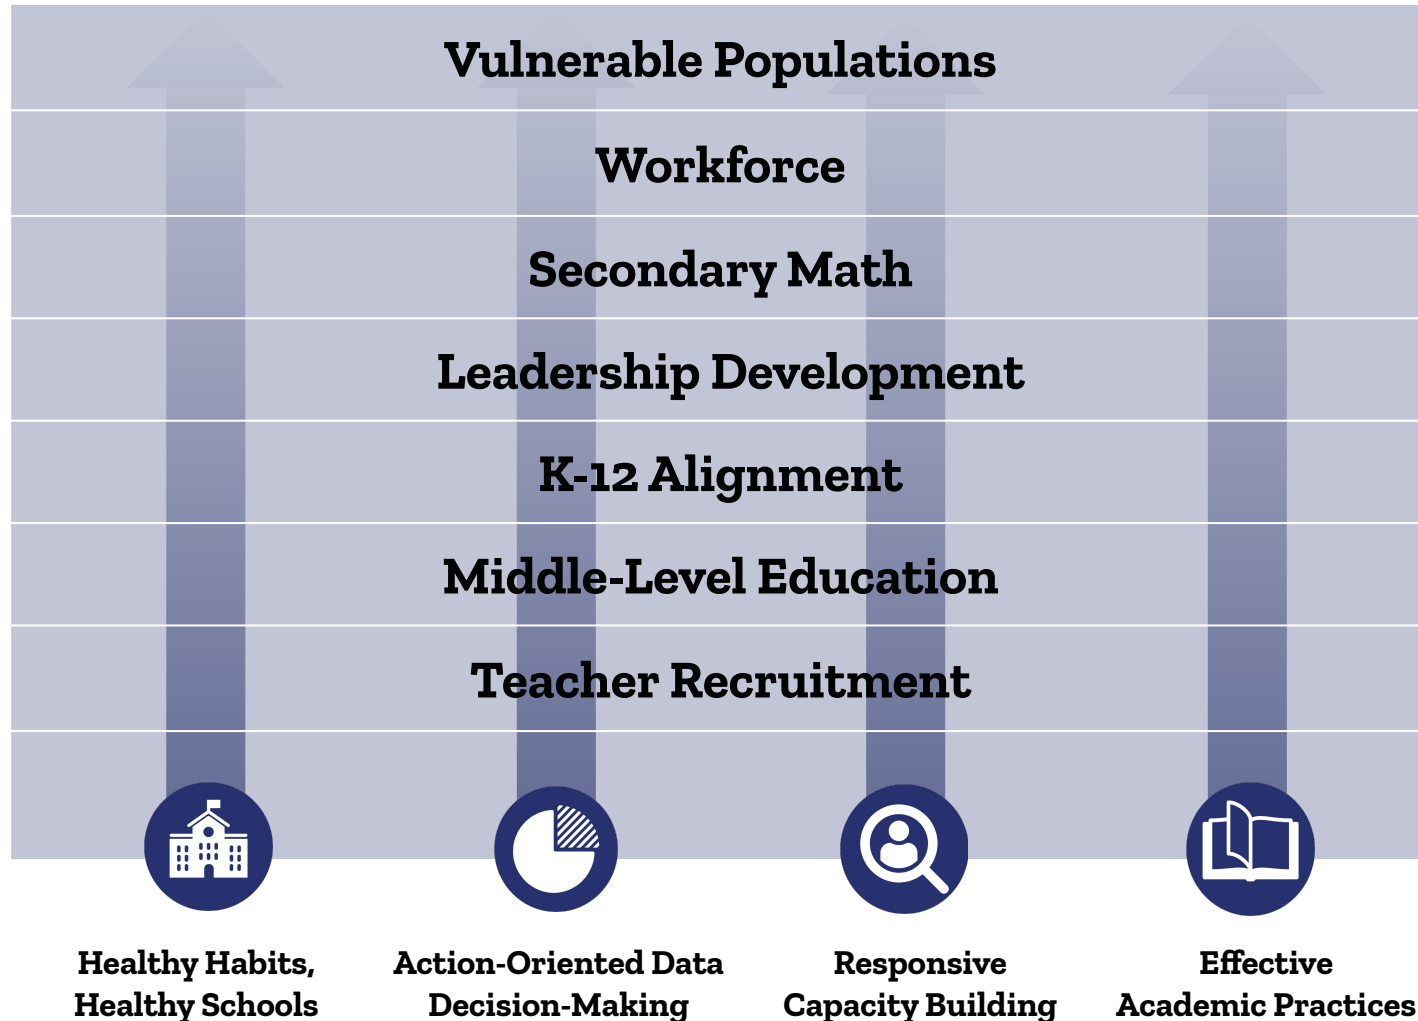 Vulnerable Populations
Workforce
Secondary Math
Leadership Development
K-12 Alignment
Middle-Level Education
Teacher Recruitment
Healthy Habits,
Healthy Schools
Action-Oriented Data
Decision-Making
Responsive
Capacity Building
Effective
Academic Practices